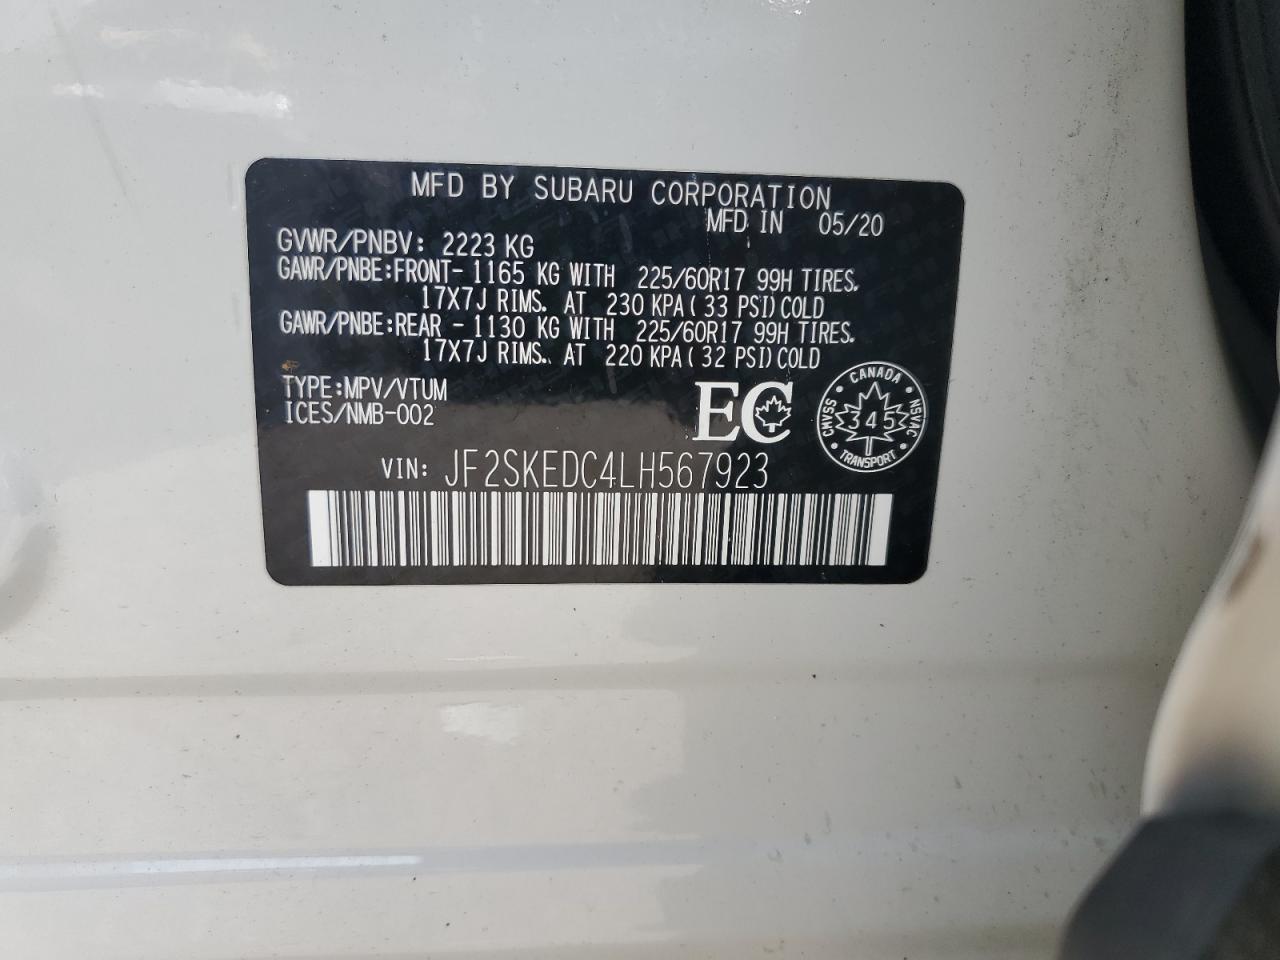 MFD BY SUBARU CORPORATION
MFD IN 05/20
GVWR/PNBV: 2223 KG
GAWR/PNBE:FRONT- 1165 KG WITH 225/60R17 99H TIRES.
17X7J RIMS. AT 230 KPA(33 PSI)COLD
GAWR/PNBE:REAR - 1130 KG WITH 225/60R17 99H TIRES.
17X7J RIMS. AT 220 KPA(32 PSI)COLD
TYPE:MPV/VTUM
ICES/NMB-002
EC
CANADA
CMVSS 345 NSVAC
TRANSPORT
VIN: JF2SKEDC4LH567923